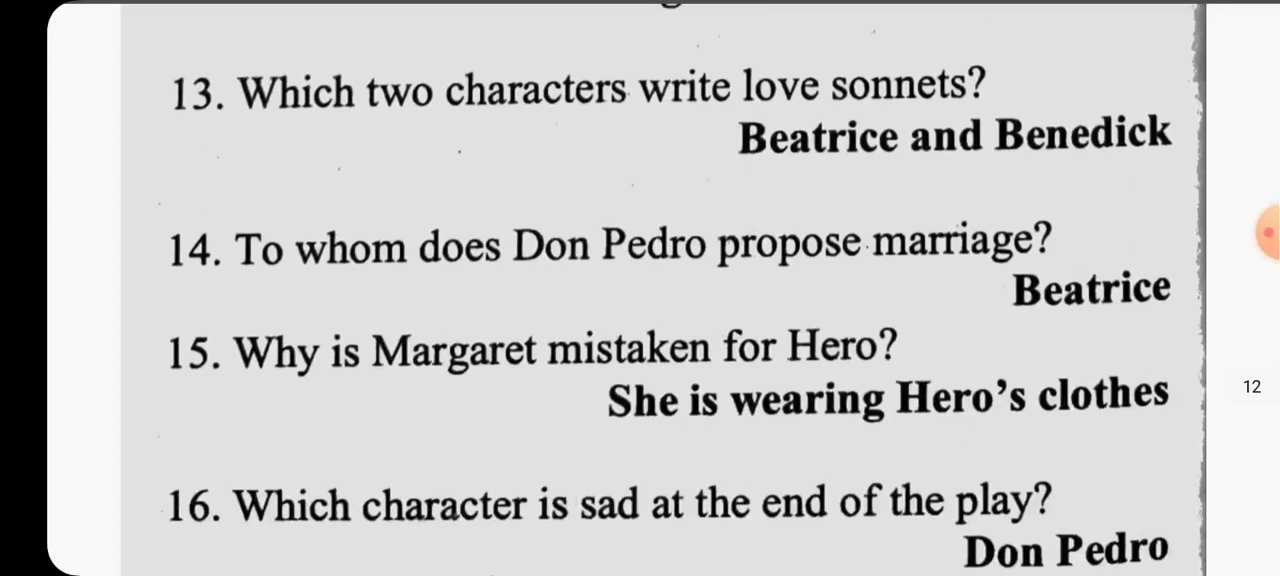 13. Which two characters write love sonnets?
Beatrice and Benedick
14. To whom does Don Pedro propose marriage?
Beatrice
15. Why is Margaret mistaken for Hero?
She is wearing Hero's clothes
12
16. Which character is sad at the end of the play?
Don Pedro